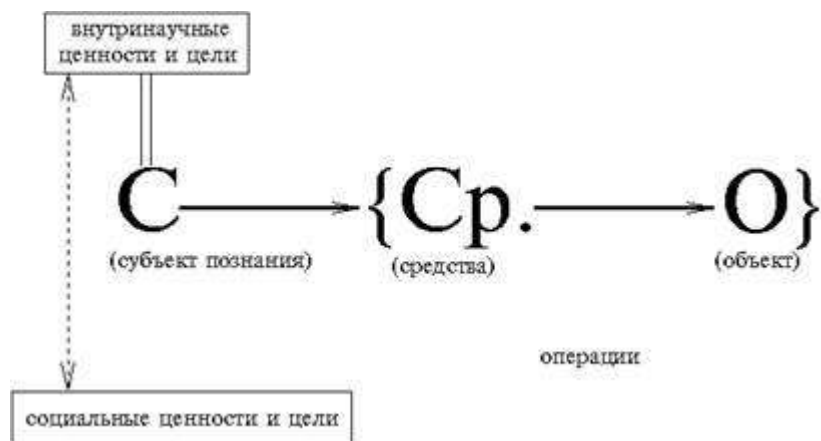 внутринаучные
ценности и цели
С {Ср. О}
(субъект познания) (средства) (объект)
операции
социальные ценности и цели